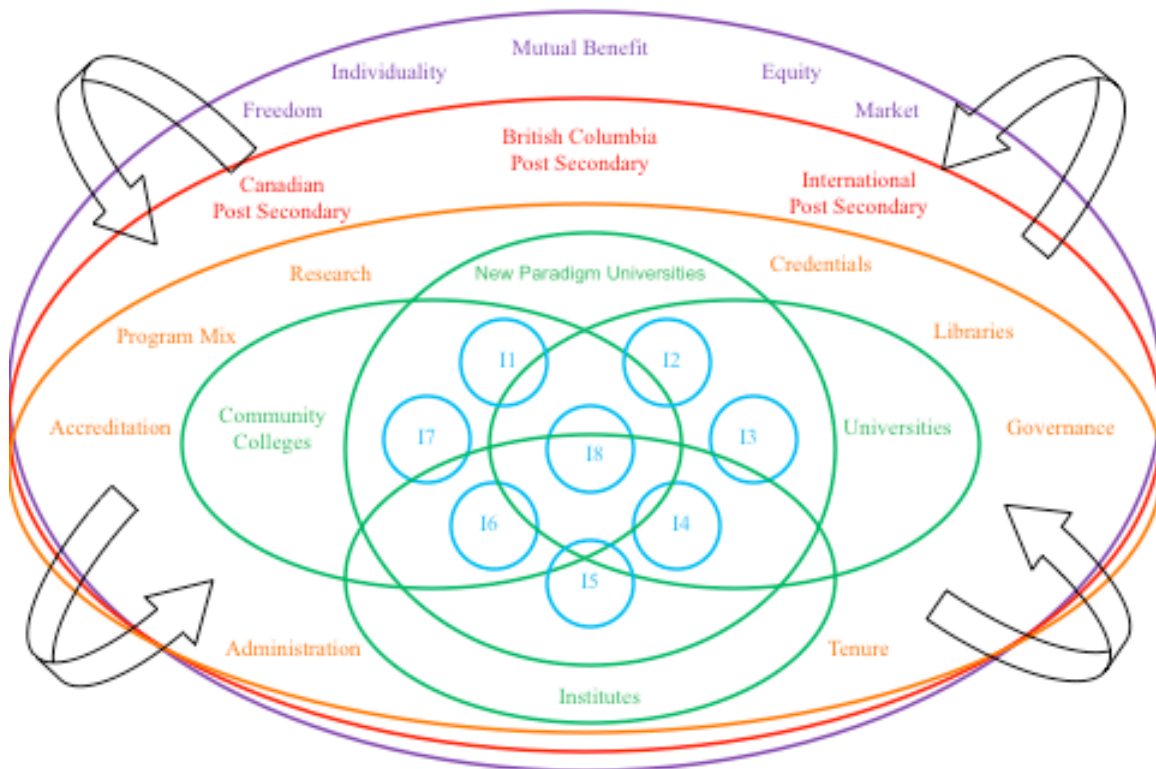 Mutual Benefit
Individuality
Equity
Freedom
Market
British Columbia
Post Secondary
Canadian
Post Secondary
International
Post Secondary
Research
New Paradigm Universities
Credentials
Program Mix
Libraries
I1
I2
Accreditation
Community
Colleges
I7
I8
I3
Universities
Governance
I6
I4
I5
Administration
Tenure
Institutes